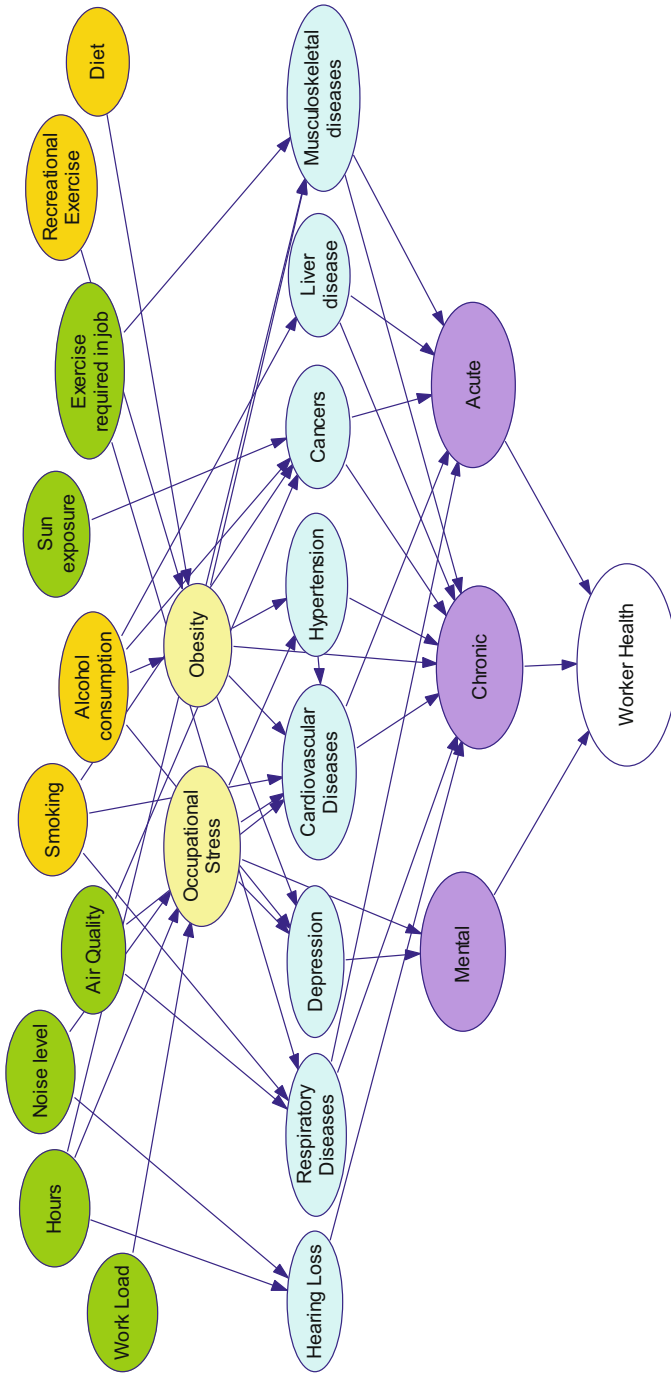 Work Load
Hours
Noise level
Air Quality
Smoking
Alcohol
consumption
Sun
exposure
Exercise
required in job
Recreational
Exercise
Diet
Occupational
Stress
Obesity
Hearing Loss
Respiratory
Diseases
Depression
Cardiovascular
Diseases
Hypertension
Cancers
Liver
disease
Musculoskeletal
diseases
Mental
Chronic
Acute
Worker Health